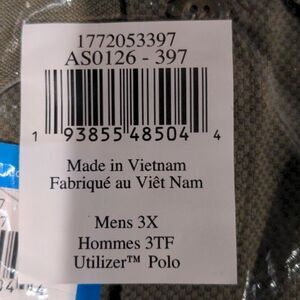 1772053397
AS0126 - 397
1 93855 48504 4
Made in Vietnam
Fabriqué au Viêt Nam
Mens 3X
Hommes 3TF
Utilizer™ Polo